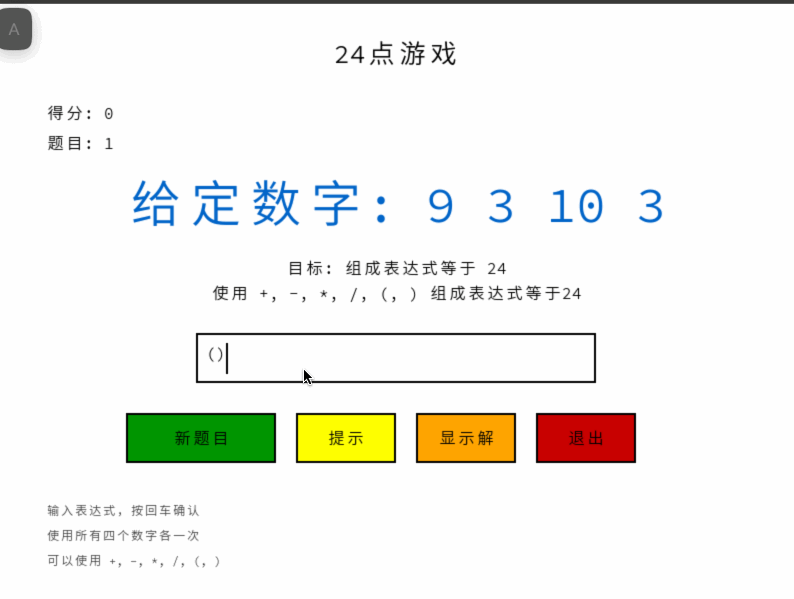 A
24点游戏
得分: 0
题目: 1
给定数字: 9 3 10 3
目标: 组成表达式等于 24
使用 +, -, *, /, (, ) 组成表达式等于24
()
新题目 提示 显示解 退出
输入表达式，按回车确认
使用所有四个数字各一次
可以使用 +, -, *, /, (, )